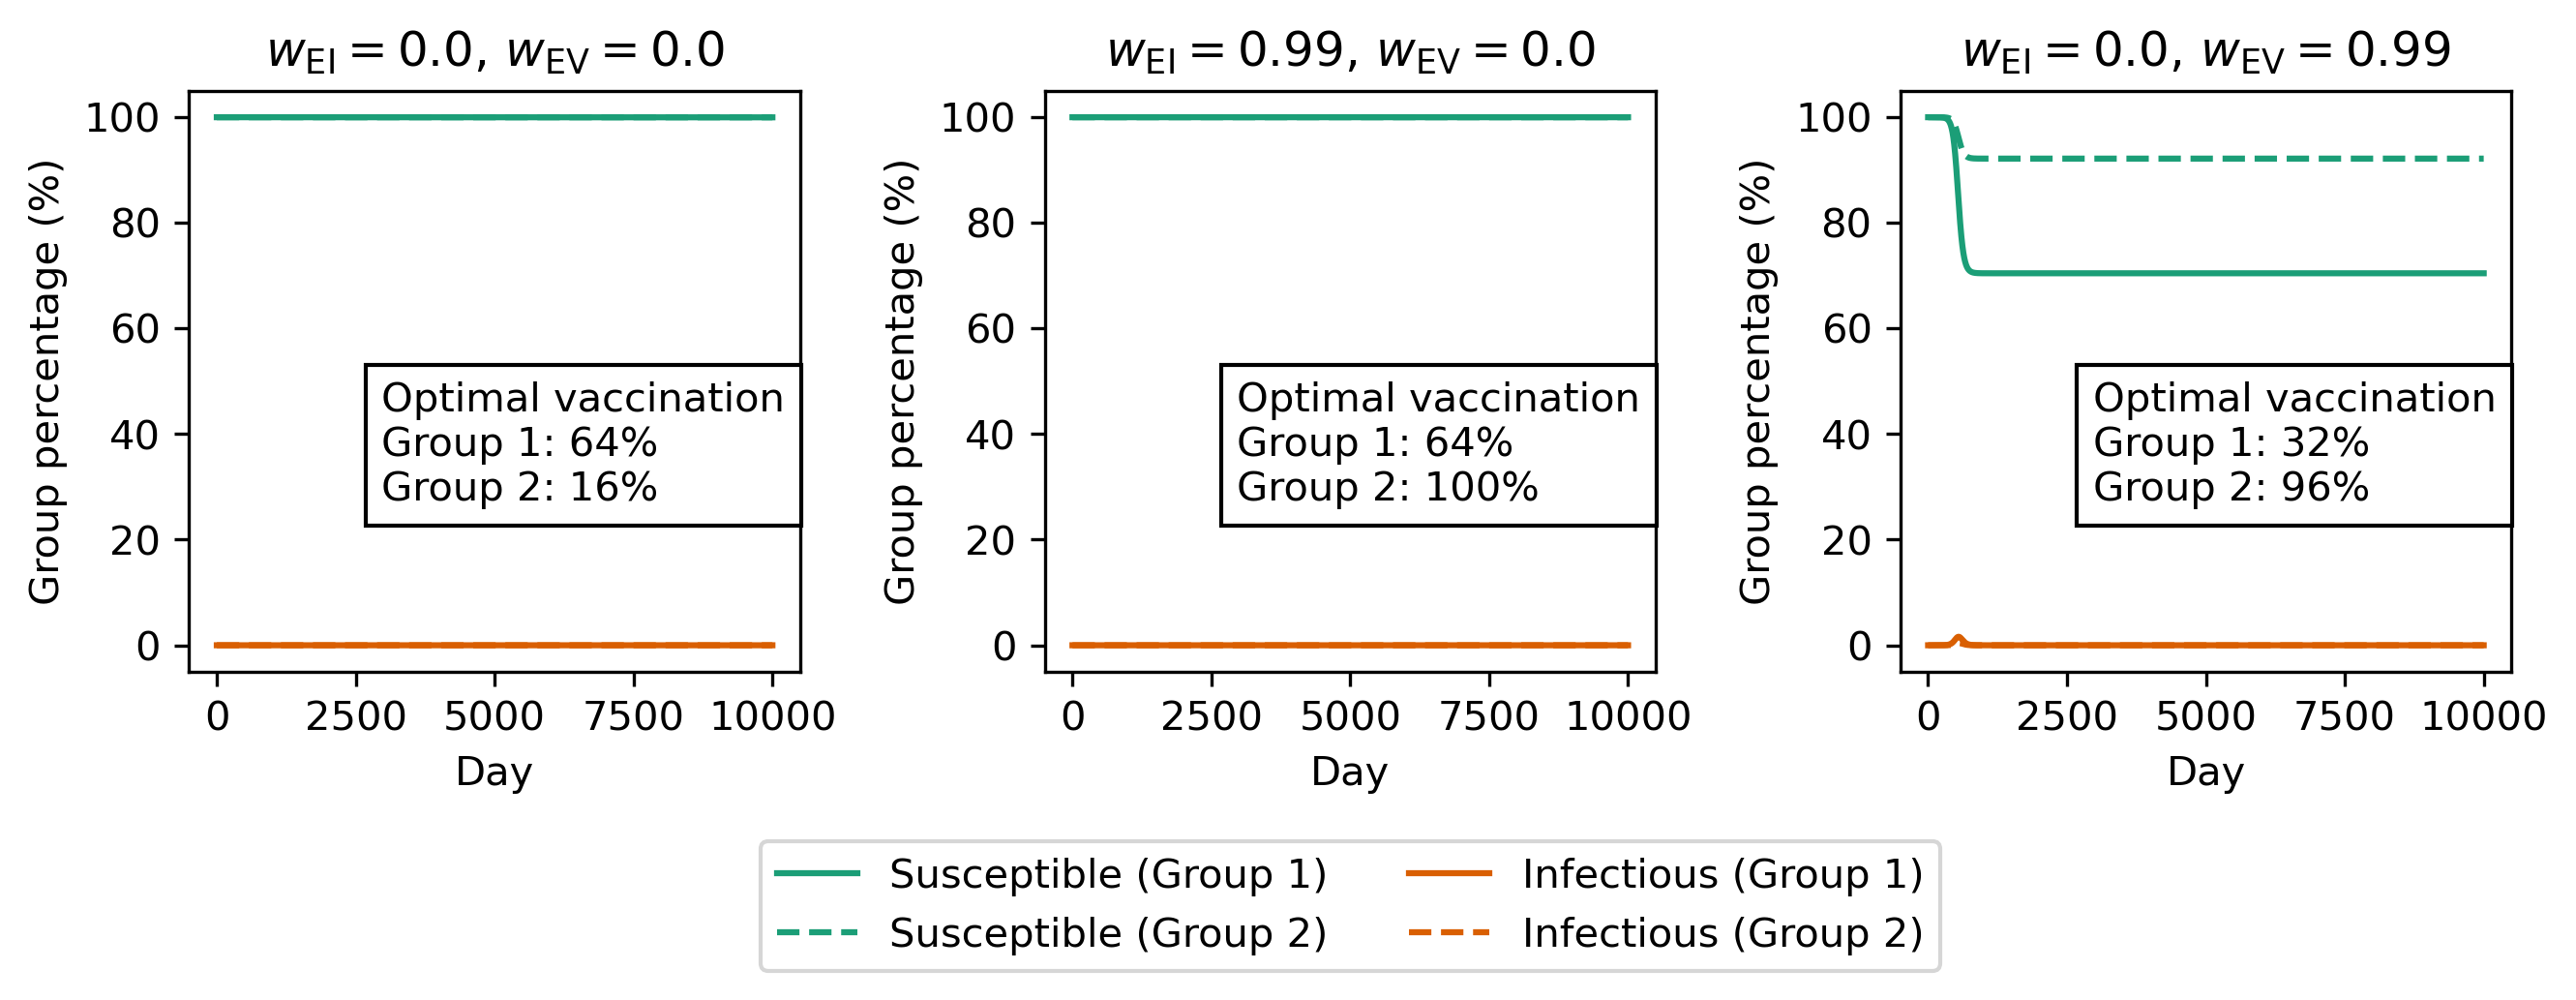 w_EI = 0.0, w_EV = 0.0
Group percentage (%)
100
80
60
40
20
0
Optimal vaccination
Group 1: 64%
Group 2: 16%
0 2500 5000 7500 10000
Day
w_EI = 0.99, w_EV = 0.0
Group percentage (%)
100
80
60
40
20
0
Optimal vaccination
Group 1: 64%
Group 2: 100%
0 2500 5000 7500 10000
Day
w_EI = 0.0, w_EV = 0.99
Group percentage (%)
100
80
60
40
20
0
Optimal vaccination
Group 1: 32%
Group 2: 96%
0 2500 5000 7500 10000
Day
Susceptible (Group 1)
Susceptible (Group 2)
Infectious (Group 1)
Infectious (Group 2)